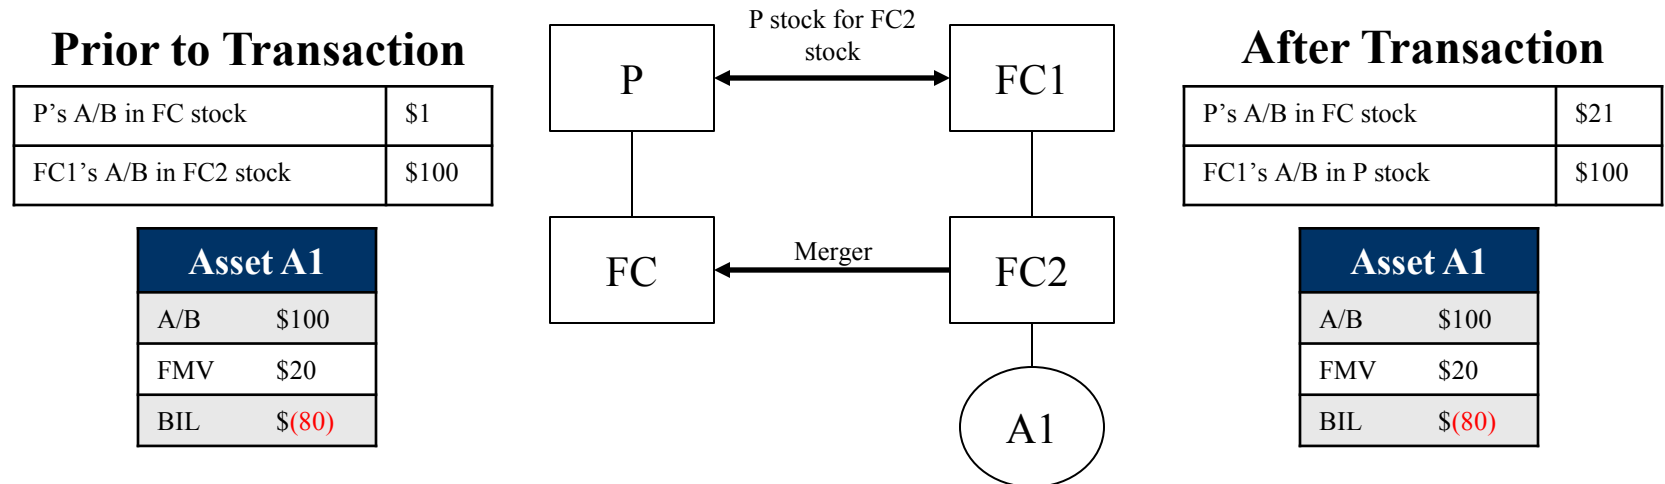 Prior to Transaction
P’s A/B in FC stock $1
FC1’s A/B in FC2 stock $100
Asset A1
A/B $100
FMV $20
BIL $(80)
P stock for FC2
stock
P
FC1
Merger
FC
FC2
A1
After Transaction
P’s A/B in FC stock $21
FC1’s A/B in P stock $100
Asset A1
A/B $100
FMV $20
BIL $(80)